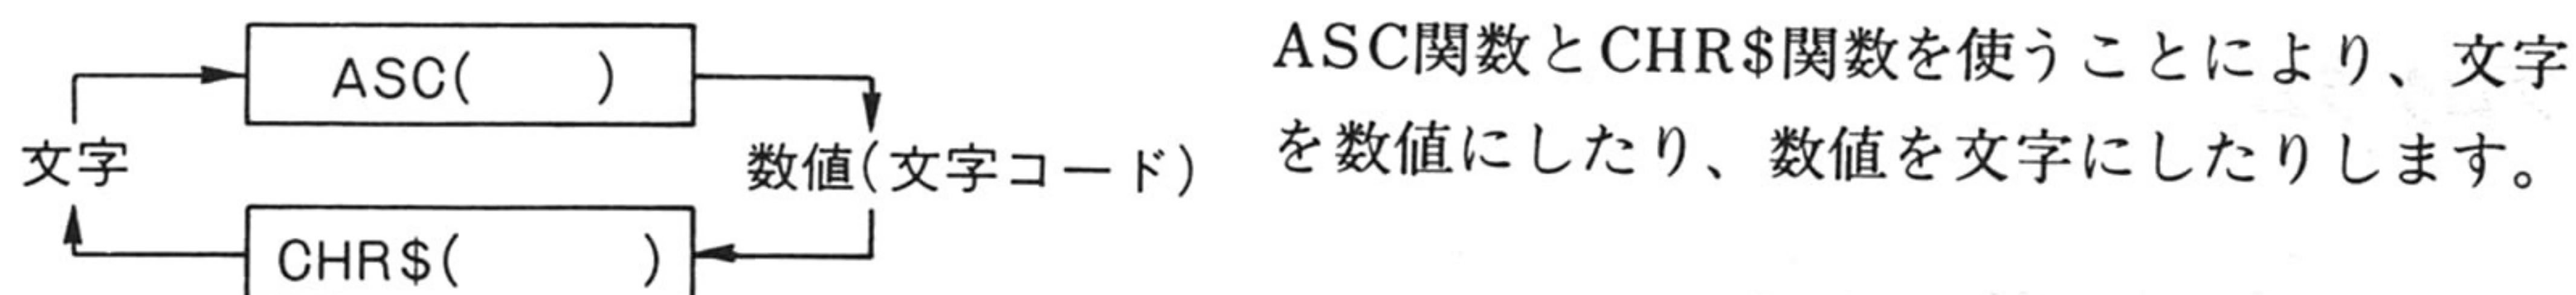 ASC(　　)
文字
数値(文字コード)
CHR$(　　)
ASC関数とCHR$関数を使うことにより、文字
を数値にしたり、数値を文字にしたりします。